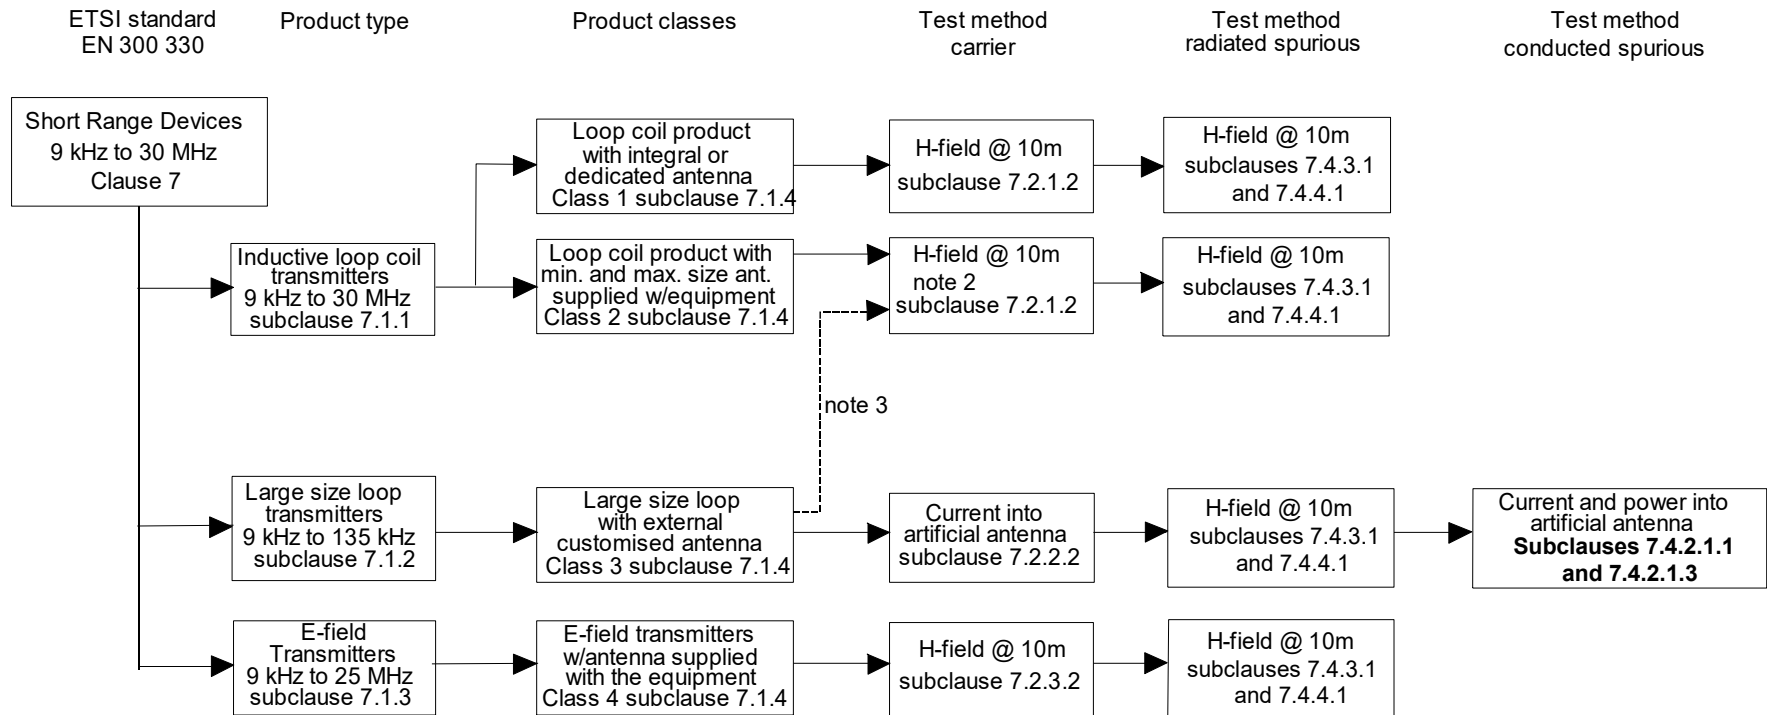 ETSI standard
EN 300 330
Product type
Product classes
Test method
carrier
Test method
radiated spurious
Test method
conducted spurious
Short Range Devices
9 kHz to 30 MHz
Clause 7
Loop coil product
with integral or
dedicated antenna
Class 1 subclause 7.1.4
H-field @ 10m
subclause 7.2.1.2
H-field @ 10m
subclauses 7.4.3.1
and 7.4.4.1
Inductive loop coil
transmitters
9 kHz to 30 MHz
subclause 7.1.1
Loop coil product with
min. and max. size ant.
supplied w/equipment
Class 2 subclause 7.1.4
H-field @ 10m
note 2
subclause 7.2.1.2
H-field @ 10m
subclauses 7.4.3.1
and 7.4.4.1
note 3
Large size loop
transmitters
9 kHz to 135 kHz
subclause 7.1.2
Large size loop
with external
customised antenna
Class 3 subclause 7.1.4
Current into
artificial antenna
subclause 7.2.2.2
H-field @ 10m
subclauses 7.4.3.1
and 7.4.4.1
Current and power into
artificial antenna
Subclauses 7.4.2.1.1
and 7.4.2.1.3
E-field
Transmitters
9 kHz to 25 MHz
subclause 7.1.3
E-field transmitters
w/antenna supplied
with the equipment
Class 4 subclause 7.1.4
H-field @ 10m
subclause 7.2.3.2
H-field @ 10m
subclauses 7.4.3.1
and 7.4.4.1